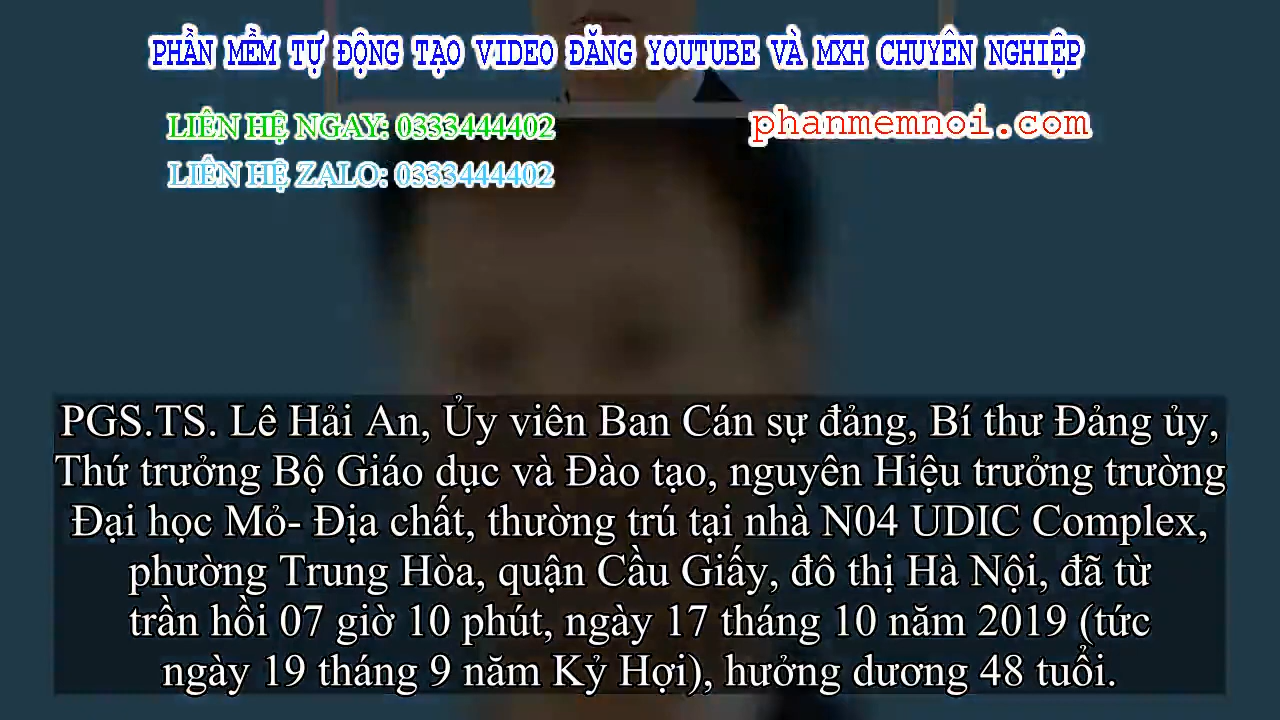 PHẦN MỀM TỰ ĐỘNG TẠO VIDEO ĐĂNG YOUTUBE VÀ MXH CHUYÊN NGHIỆP
LIÊN HỆ NGAY: 0333444402
phanmemnoi.com
LIÊN HỆ ZALO: 0333444402
PGS.TS. Lê Hải An, Ủy viên Ban Cán sự đảng, Bí thư Đảng ủy,
Thứ trưởng Bộ Giáo dục và Đào tạo, nguyên Hiệu trưởng trường
Đại học Mỏ- Địa chất, thường trú tại nhà N04 UDIC Complex,
phường Trung Hòa, quận Cầu Giấy, đô thị Hà Nội, đã từ
trần hồi 07 giờ 10 phút, ngày 17 tháng 10 năm 2019 (tức
ngày 19 tháng 9 năm Kỷ Hợi), hưởng dương 48 tuổi.